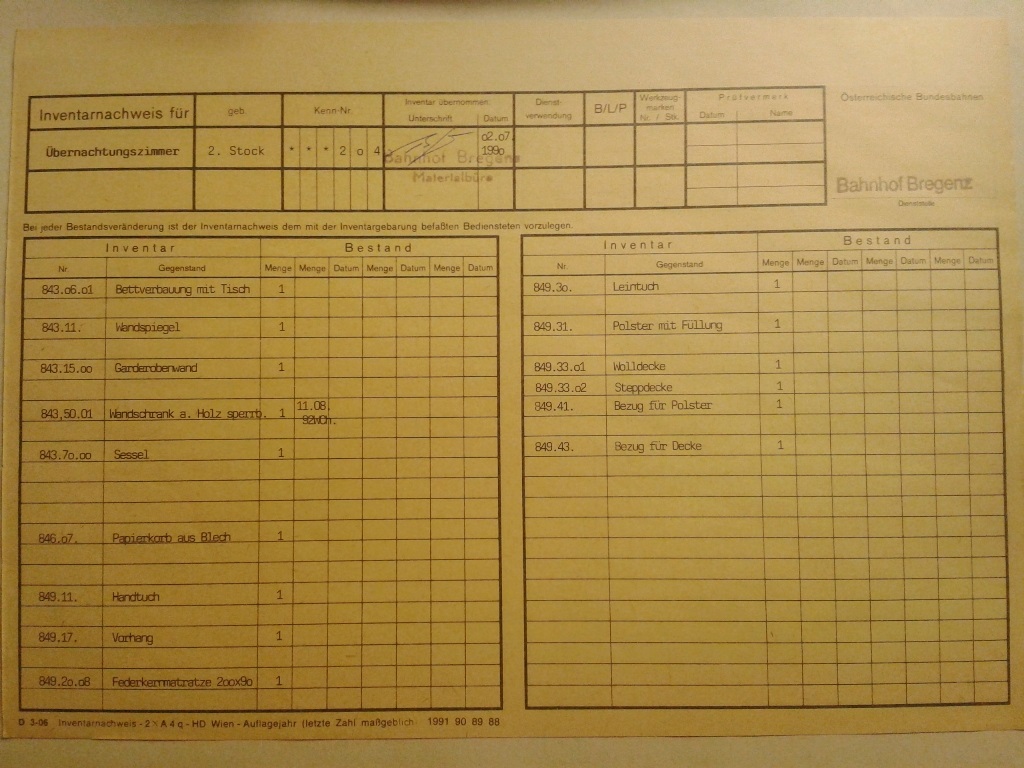 Inventarnachweis für geb. Kenn-Nr. Inventar übernommen: Unterschrift Datum Dienst-verwendung B/L/P Werkzeug-marken Nr. / Stk. Prüfvermerk Datum Name
Österreichische Bundesbahnen
Übernachtungszimmer 2. Stock * * * 2 o 4 o2.o7. 199o
Bahnhof Bregenz
Materialbüro
Bahnhof Bregenz
Dienststelle
Bei jeder Bestandsveränderung ist der Inventarnachweis dem mit der Inventargebarung befaßten Bediensteten vorzulegen.
Inventar Bestand
Nr. Gegenstand Menge Menge Datum Menge Datum Menge Datum
843.o6.o1 Bettverbauung mit Tisch 1
843.11. Wandspiegel 1
843.15.oo Garderobenwand 1
843,50.01 Wandschrank a. Holz sperrb. 1 11.08. 92WCh.
843.7o.oo Sessel 1
846.o7. Papierkorb aus Blech 1
849.11. Handtuch 1
849.17. Vorhang 1
849.2o.o8 Federkernmatratze 2oox9o 1
Inventar Bestand
Nr. Gegenstand Menge Menge Datum Menge Datum Menge Datum
849.3o. Leintuch 1
849.31. Polster mit Füllung 1
849.33.o1 Wolldecke 1
849.33.o2 Steppdecke 1
849.41. Bezug für Polster 1
849.43. Bezug für Decke 1
D 3-06 Inventarnachweis - 2 ½ A 4 q - HD Wien - Auflagejahr (letzte Zahl maßgeblich) 1991 90 89 88